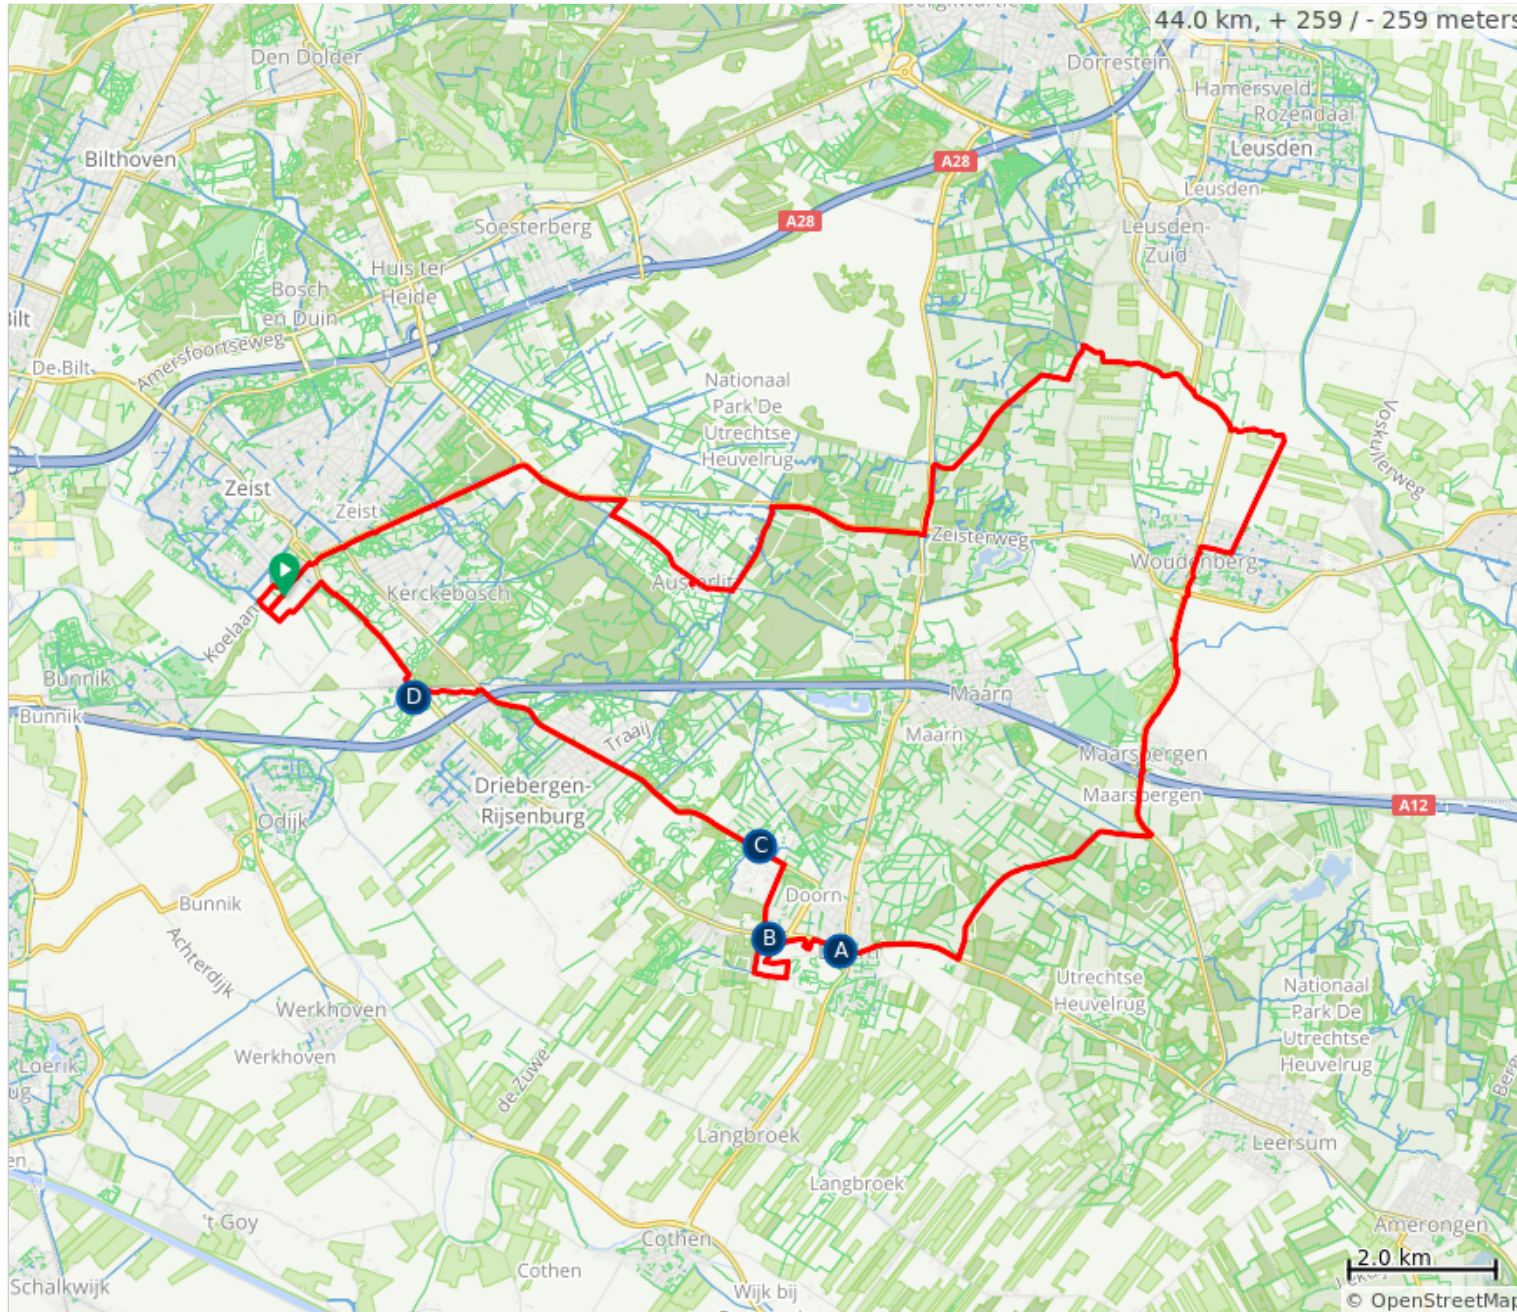 44.0 km, + 259 / - 259 meters
Den Dolder
Dorrestein
Hamersveld
Rozendaal
Bilthoven
Leusden
A28
Leusden
A28
Soesterberg
Leusden-
Zuid
Huis ter
Heide
Bosch
en Duin
Bilt
Amersfoortseweg
De Bilt
Nationaal
Park De
Utrechtse
Heuvelrug
Voskuilerweg
Zeist
Zeist
Zeisterweg
Woudenberg
Austerlitz
Kerckebosch
Koelaan
Bunnik
D
Maarn
Bunnik
Traaij
Maarn
Maarsbergen
Driebergen-
Rijsenburg
Maarsbergen
A12
Odijk
C
Doorn
Bunnik
B
A
Achterdijk
Utrechtse
Heuvelrug
Nationaal
Park De
Utrechtse
Heuvelrug
Werkhoven
Werkhoven
Loerik
de Zuwe
Langbroek
Leersum
Langbroek
't Goy
Amerongen
Cothen
Cothen
2.0 km
Schalkwijk
Wijk bij
© OpenStreetMap